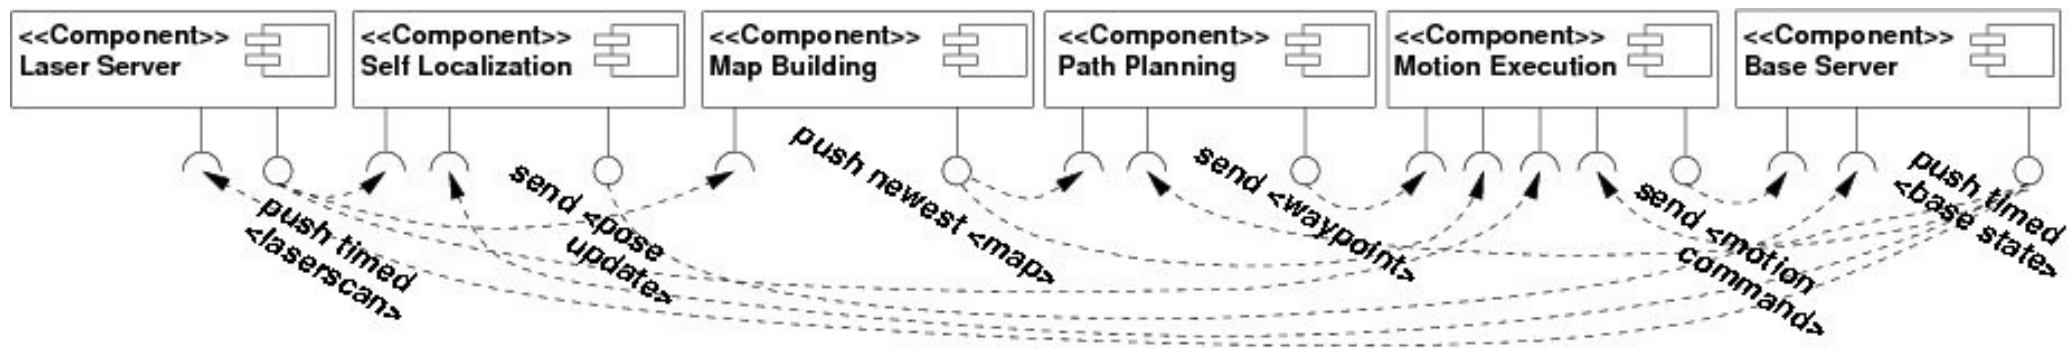 <<Component>>
Laser Server
<<Component>>
Self Localization
<<Component>>
Map Building
<<Component>>
Path Planning
<<Component>>
Motion Execution
<<Component>>
Base Server
push timed
<laserscan>
send <pose
update>
push newest <map>
send <waypoint>
send <motion
command>
push timed
<base state>